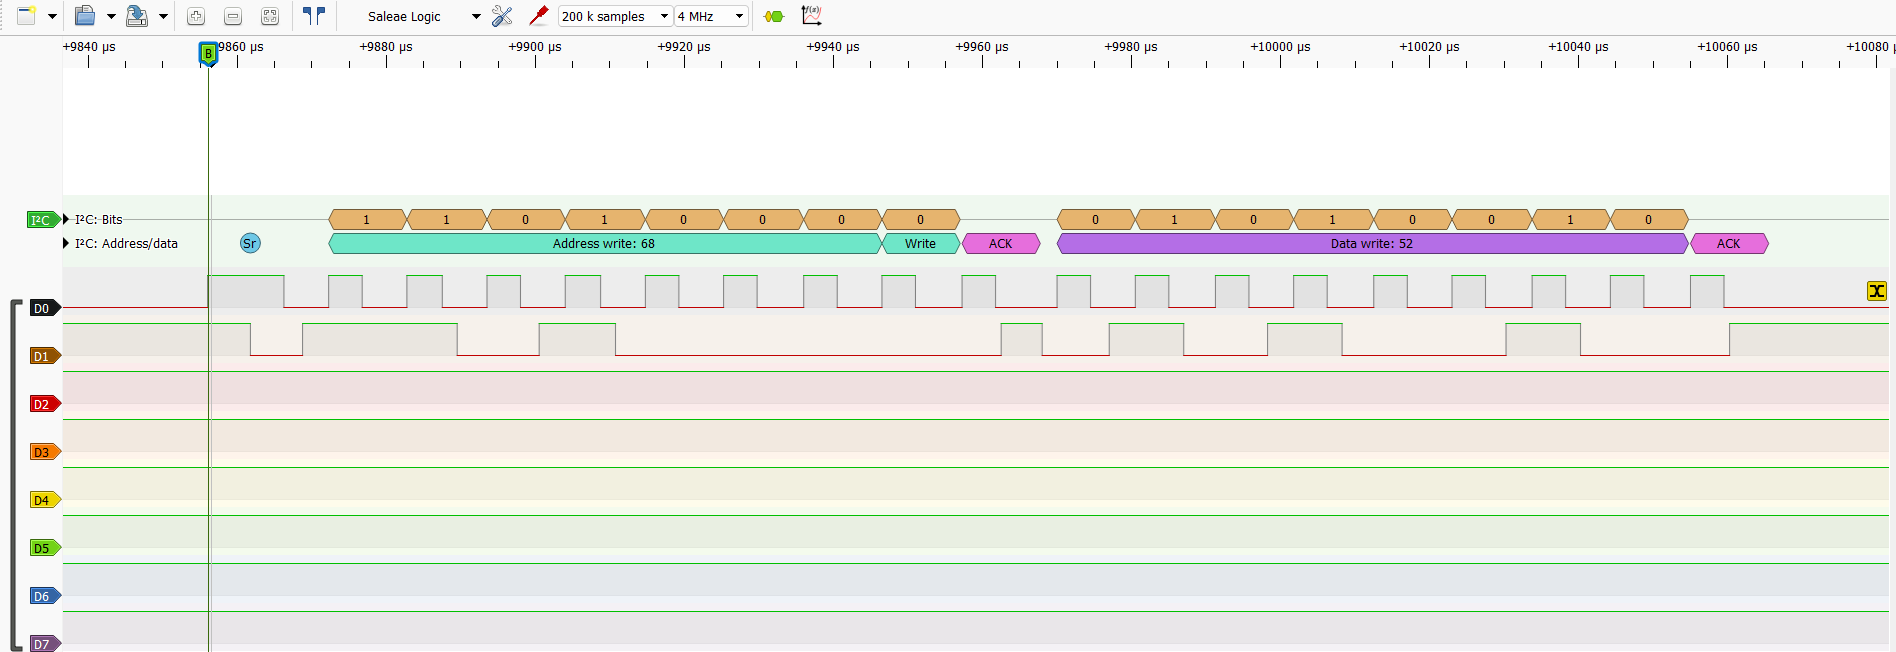 Saleae Logic 200 k samples 4 MHz
+9840 µs B 9860 µs +9880 µs +9900 µs +9920 µs +9940 µs +9960 µs +9980 µs +10000 µs +10020 µs +10040 µs +10060 µs +10080
I²C I²C: Bits 1 1 0 1 0 0 0 0 0 1 0 1 0 0 1 0
I²C: Address/data Sr Address write: 68 Write ACK Data write: 52 ACK
D0
D1
D2
D3
D4
D5
D6
D7